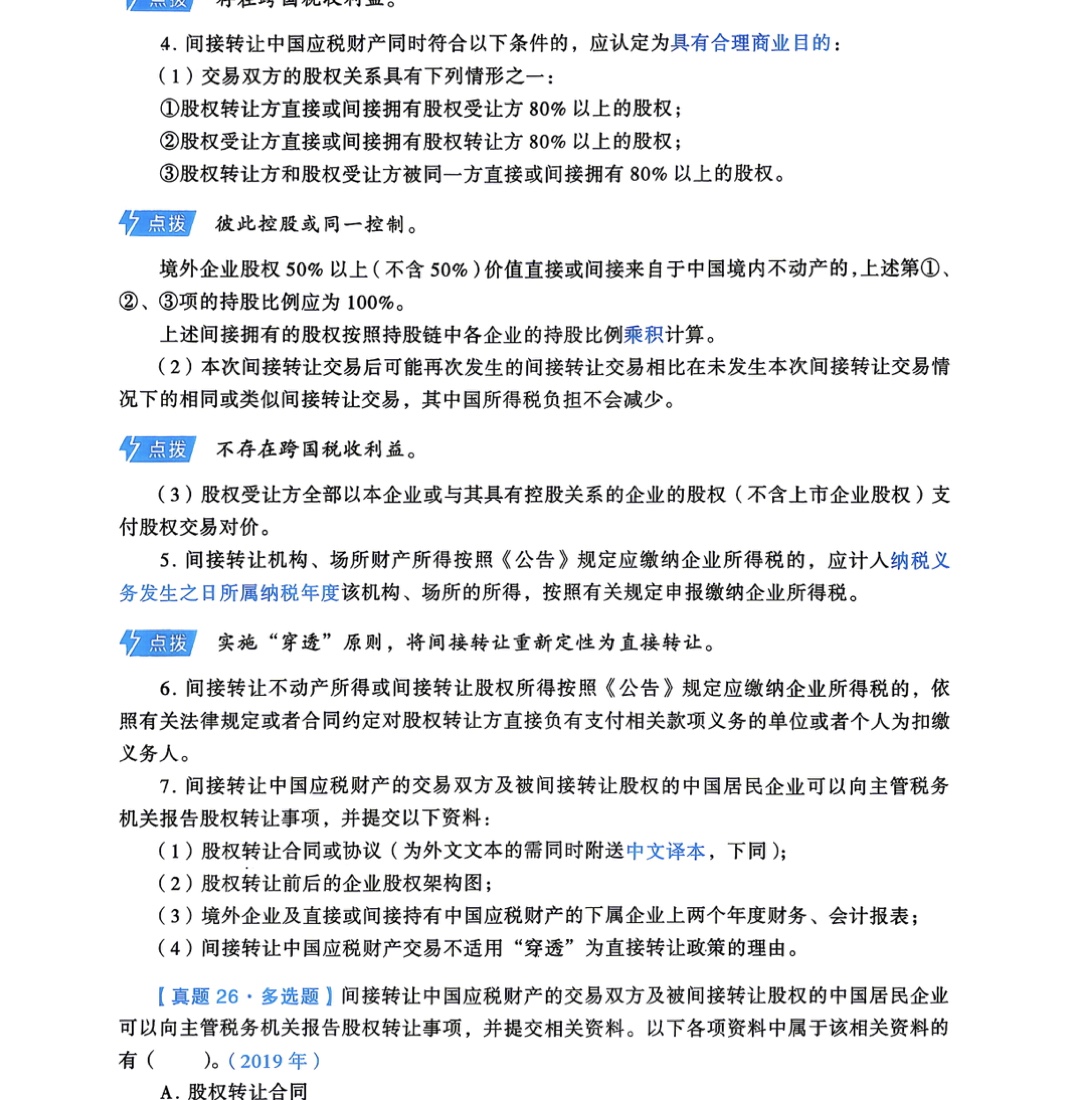 点拨 存在跨国税收利益。
4. 间接转让中国应税财产同时符合以下条件的，应认定为具有合理商业目的：
（1）交易双方的股权关系具有下列情形之一：
①股权转让方直接或间接拥有股权受让方 80% 以上的股权；
②股权受让方直接或间接拥有股权转让方 80% 以上的股权；
③股权转让方和股权受让方被同一方直接或间接拥有 80% 以上的股权。
点拨 彼此控股或同一控制。
境外企业股权 50% 以上（不含 50%）价值直接或间接来自于中国境内不动产的，上述第①、
②、③项的持股比例应为 100%。
上述间接拥有的股权按照持股链中各企业的持股比例乘积计算。
（2）本次间接转让交易后可能再次发生的间接转让交易相比在未发生本次间接转让交易情
况下的相同或类似间接转让交易，其中国所得税负担不会减少。
点拨 不存在跨国税收利益。
（3）股权受让方全部以本企业或与其具有控股关系的企业的股权（不含上市企业股权）支
付股权交易对价。
5. 间接转让机构、场所财产所得按照《公告》规定应缴纳企业所得税的，应计人纳税义
务发生之日所属纳税年度该机构、场所的所得，按照有关规定申报缴纳企业所得税。
点拨 实施“穿透”原则，将间接转让重新定性为直接转让。
6. 间接转让不动产所得或间接转让股权所得按照《公告》规定应缴纳企业所得税的，依
照有关法律规定或者合同约定对股权转让方直接负有支付相关款项义务的单位或者个人为扣缴
义务人。
7. 间接转让中国应税财产的交易双方及被间接转让股权的中国居民企业可以向主管税务
机关报告股权转让事项，并提交以下资料：
（1）股权转让合同或协议（为外文文本的需同时附送中文译本，下同）；
（2）股权转让前后的企业股权架构图；
（3）境外企业及直接或间接持有中国应税财产的下属企业上两个年度财务、会计报表；
（4）间接转让中国应税财产交易不适用“穿透”为直接转让政策的理由。
【真题 26·多选题】间接转让中国应税财产的交易双方及被间接转让股权的中国居民企业
可以向主管税务机关报告股权转让事项，并提交相关资料。以下各项资料中属于该相关资料的
有（　　）。（2019 年）
A. 股权转让合同